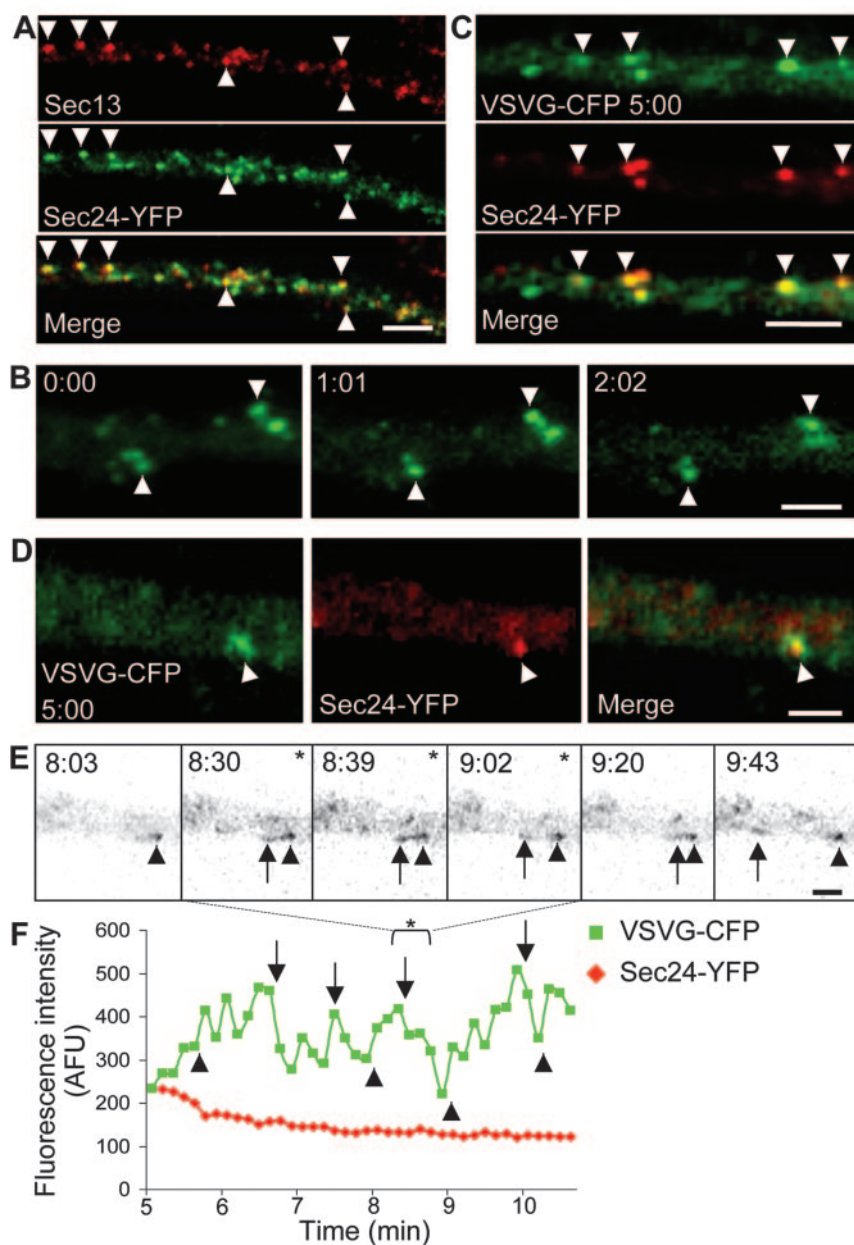 A
Sec13
Sec24-YFP
Merge
C
VSVG-CFP 5:00
Sec24-YFP
Merge
B
0:00
1:01
2:02
D
VSVG-CFP
5:00
Sec24-YFP
Merge
E
8:03
8:30 *
8:39 *
9:02 *
9:20
9:43
F
*
600
500
400
300
200
100
0
Fluorescence intensity
(AFU)
5 6 7 8 9 10
Time (min)
VSVG-CFP
Sec24-YFP